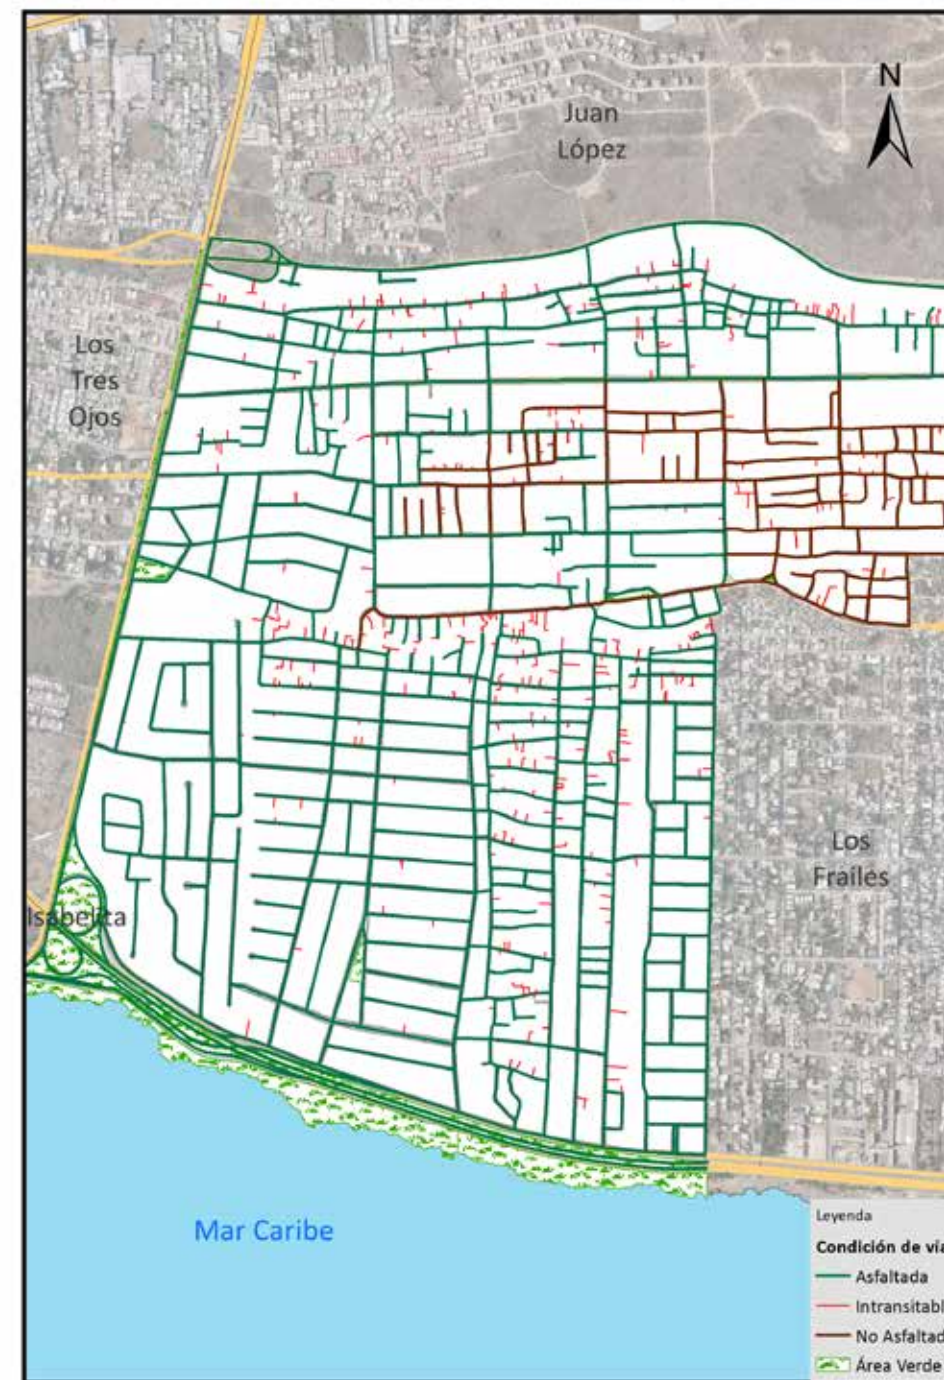 N
Juan
López
Los
Tres
Ojos
Los
Frailes
Isabelita
Mar Caribe
Leyenda
Condición de vía
Asfaltada
Intransitabl
No Asfaltad
Área Verde